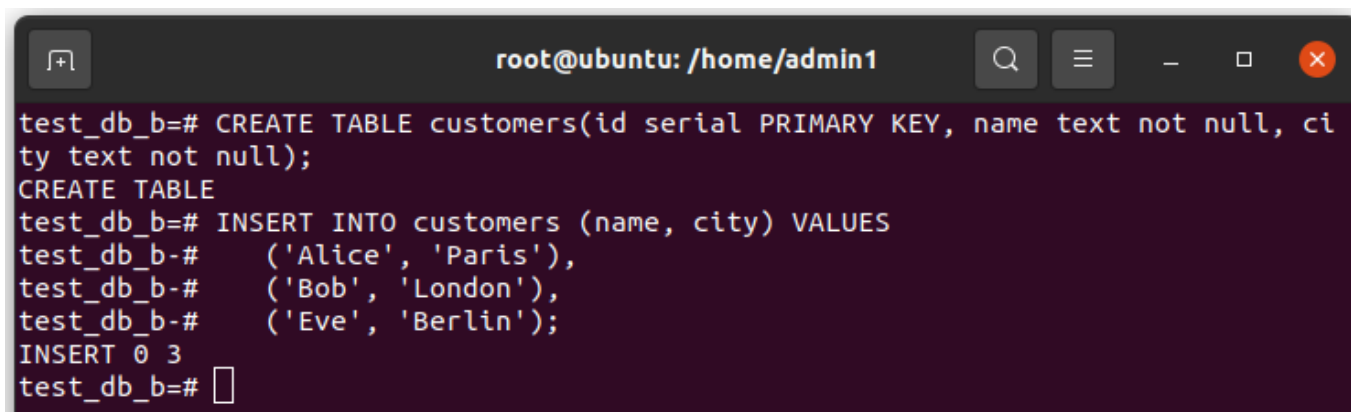 root@ubuntu: /home/admin1
test_db_b=# CREATE TABLE customers(id serial PRIMARY KEY, name text not null, ci
ty text not null);
CREATE TABLE
test_db_b=# INSERT INTO customers (name, city) VALUES
test_db_b-#   ('Alice', 'Paris'),
test_db_b-#   ('Bob', 'London'),
test_db_b-#   ('Eve', 'Berlin');
INSERT 0 3
test_db_b=#